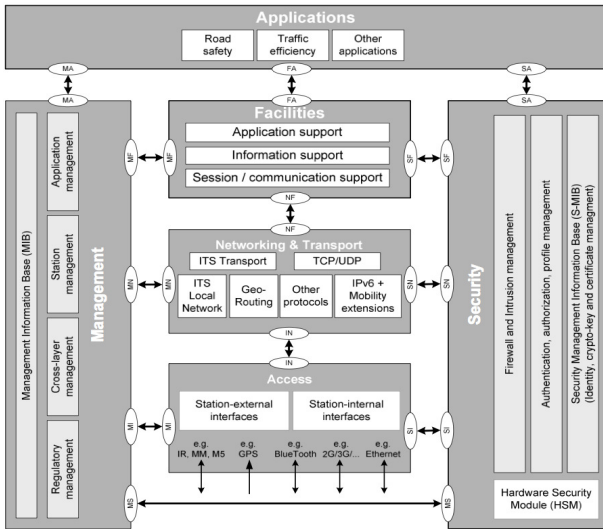 Applications
Road
safety
Traffic
efficiency
Other
applications
MA
FA
SA
MA
FA
SA
Management
Management Information Base (MIB)
Application
management
Station
management
Cross-layer
management
Regulatory
management
MF
MF
MN
MN
MI
MI
MS
Facilities
Application support
Information support
Session / communication support
NF
NF
Networking & Transport
ITS Transport
TCP/UDP
ITS
Local
Network
Geo-
Routing
Other
protocols
IPv6 +
Mobility
extensions
IN
IN
Access
Station-external
interfaces
Station-internal
interfaces
e.g.
IR, MM, M5
e.g.
GPS
e.g.
BlueTooth
e.g.
2G/3G/...
e.g.
Ethernet
SF
SF
SN
SN
SI
SI
MS
Security
Firewall and Intrusion management
Authentication, authorization, profile management
Security Management Information Base (S-MIB)
(Identity, crypto-key and certificate managment)
Hardware Security
Module (HSM)